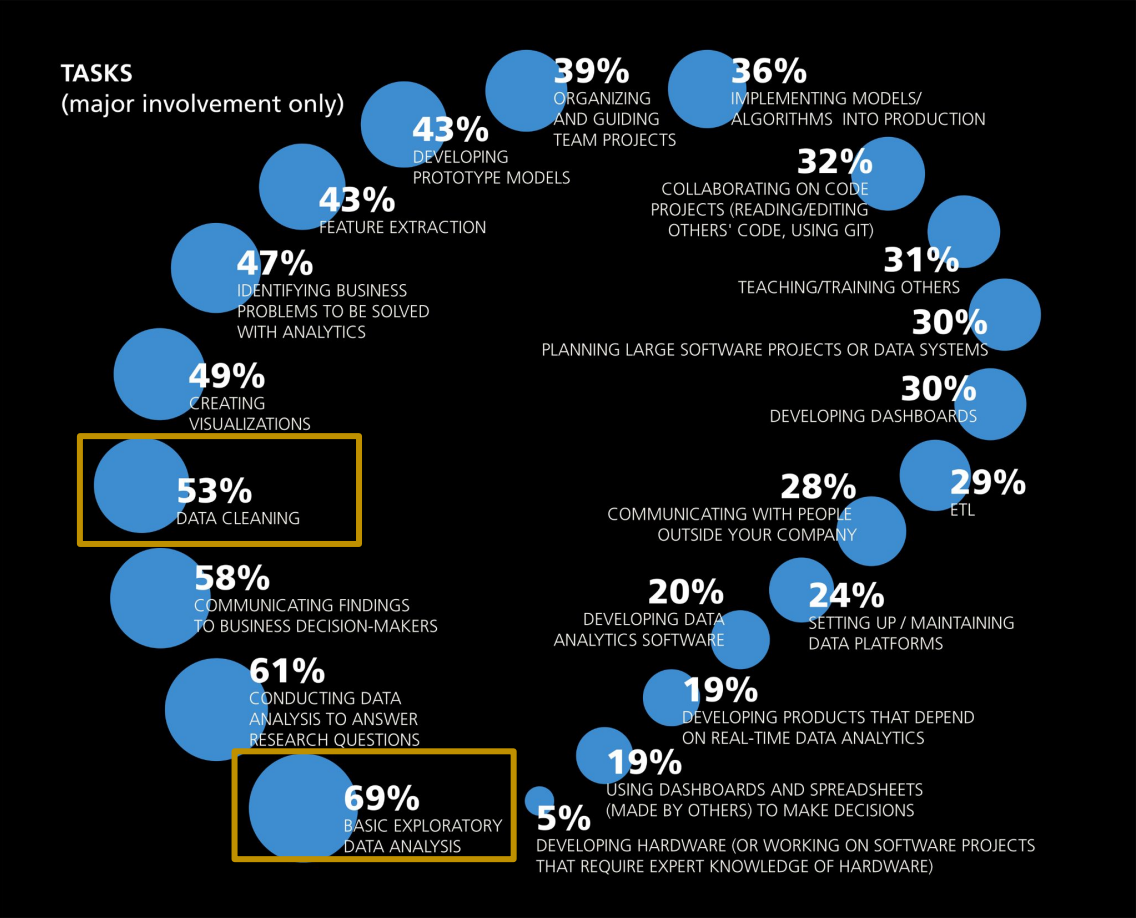 TASKS
(major involvement only)
39%
ORGANIZING
AND GUIDING
TEAM PROJECTS
36%
IMPLEMENTING MODELS/
ALGORITHMS INTO PRODUCTION
43%
DEVELOPING
PROTOTYPE MODELS
32%
COLLABORATING ON CODE
PROJECTS (READING/EDITING
OTHERS' CODE, USING GIT)
43%
FEATURE EXTRACTION
31%
TEACHING/TRAINING OTHERS
47%
IDENTIFYING BUSINESS
PROBLEMS TO BE SOLVED
WITH ANALYTICS
30%
PLANNING LARGE SOFTWARE PROJECTS OR DATA SYSTEMS
49%
CREATING
VISUALIZATIONS
30%
DEVELOPING DASHBOARDS
53%
DATA CLEANING
29%
ETL
28%
COMMUNICATING WITH PEOPLE
OUTSIDE YOUR COMPANY
58%
COMMUNICATING FINDINGS
TO BUSINESS DECISION-MAKERS
24%
SETTING UP / MAINTAINING
DATA PLATFORMS
20%
DEVELOPING DATA
ANALYTICS SOFTWARE
61%
CONDUCTING DATA
ANALYSIS TO ANSWER
RESEARCH QUESTIONS
19%
DEVELOPING PRODUCTS THAT DEPEND
ON REAL-TIME DATA ANALYTICS
19%
USING DASHBOARDS AND SPREADSHEETS
(MADE BY OTHERS) TO MAKE DECISIONS
69%
BASIC EXPLORATORY
DATA ANALYSIS
5%
DEVELOPING HARDWARE (OR WORKING ON SOFTWARE PROJECTS
THAT REQUIRE EXPERT KNOWLEDGE OF HARDWARE)